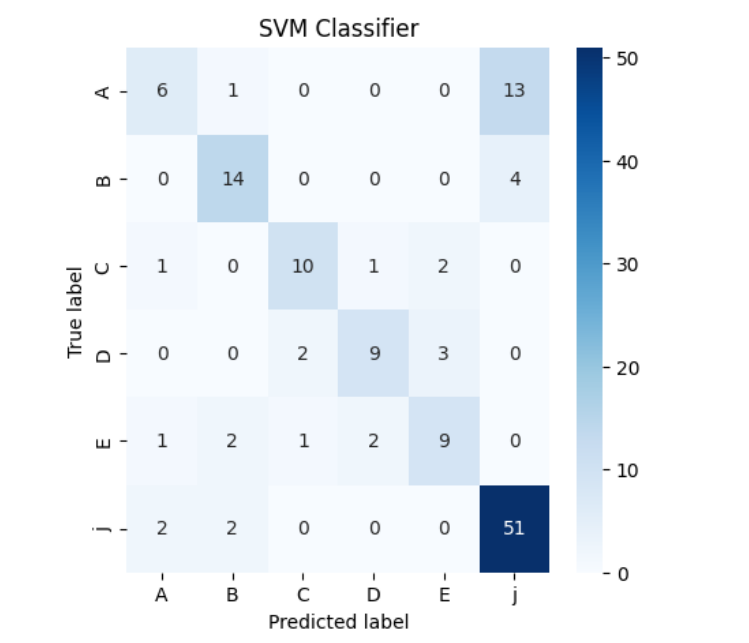 SVM Classifier
A 6 1 0 0 0 13
B 0 14 0 0 0 4
C 1 0 10 1 2 0
D 0 0 2 9 3 0
E 1 2 1 2 9 0
j 2 2 0 0 0 51
A B C D E j
Predicted label
True label
50
40
30
20
10
0